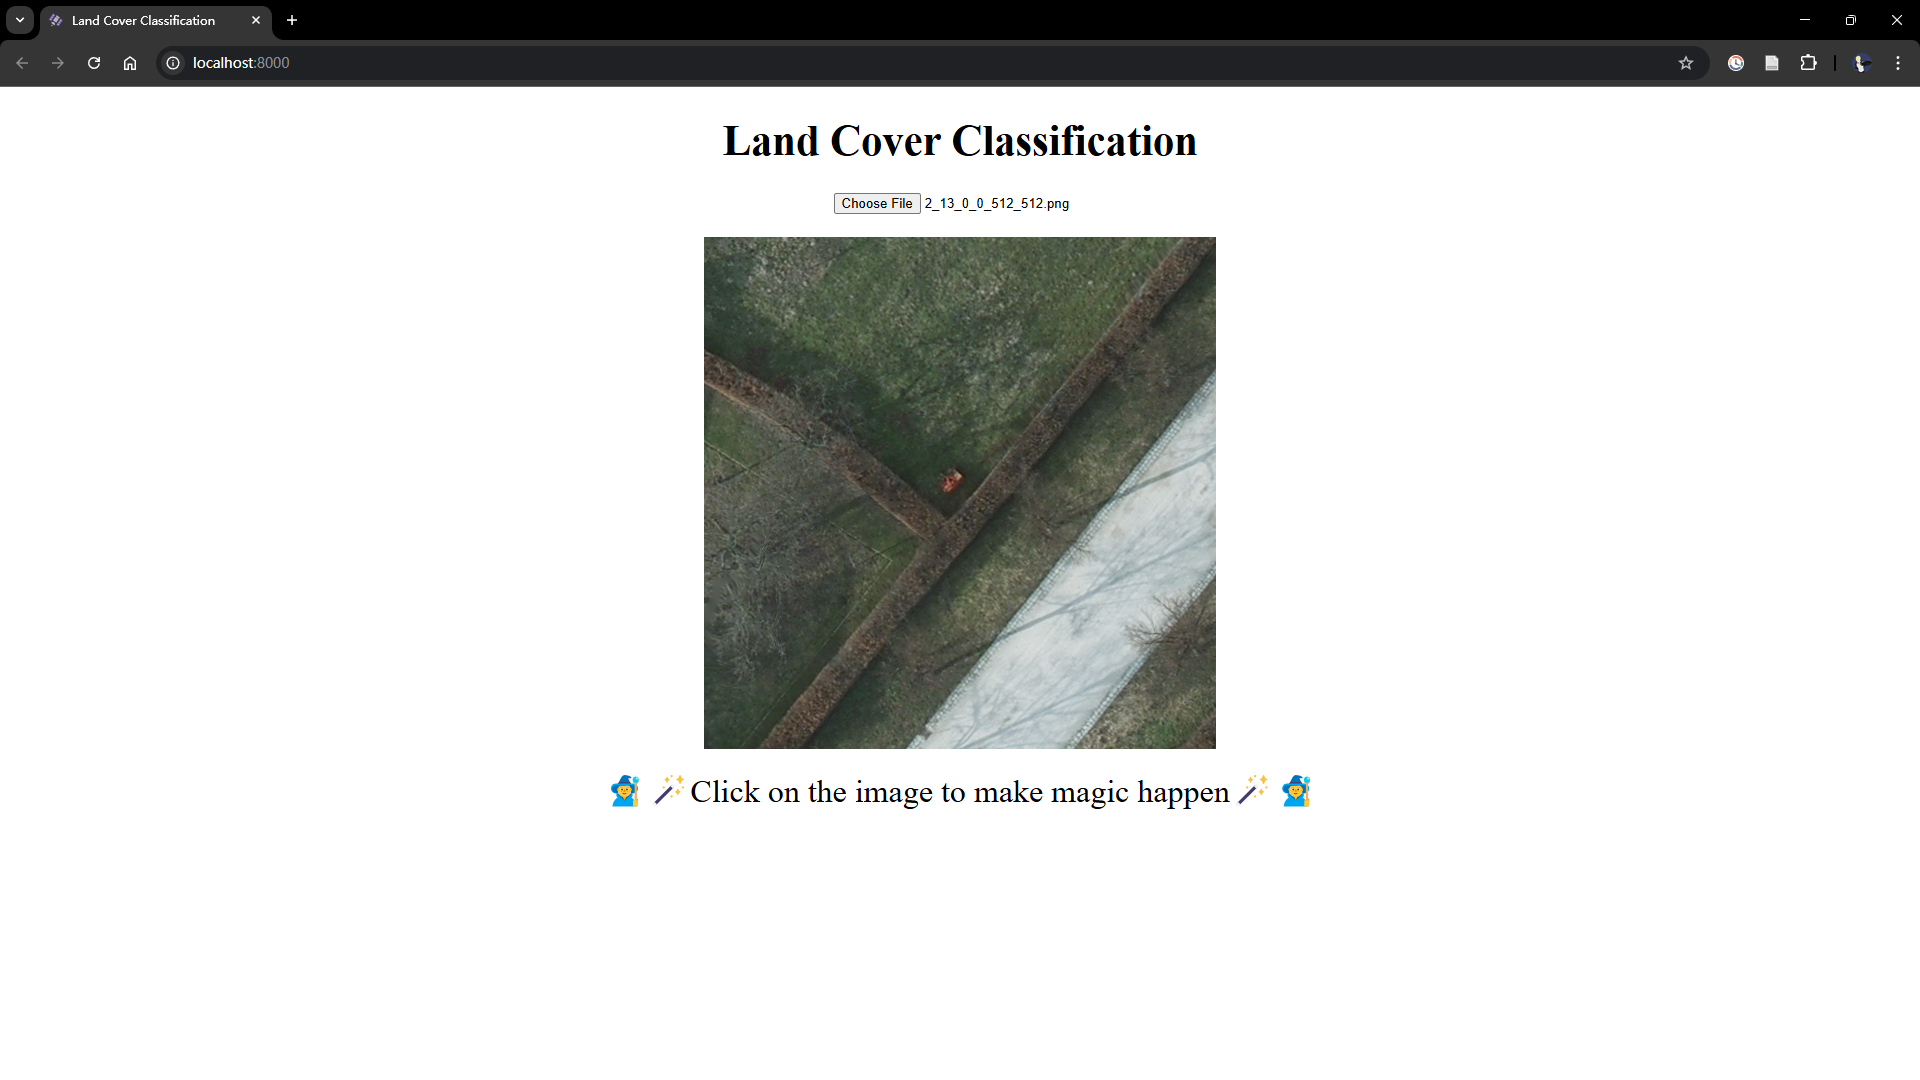 Land Cover Classification
localhost:8000
Land Cover Classification
Choose File 2_13_0_0_512_512.png
Click on the image to make magic happen